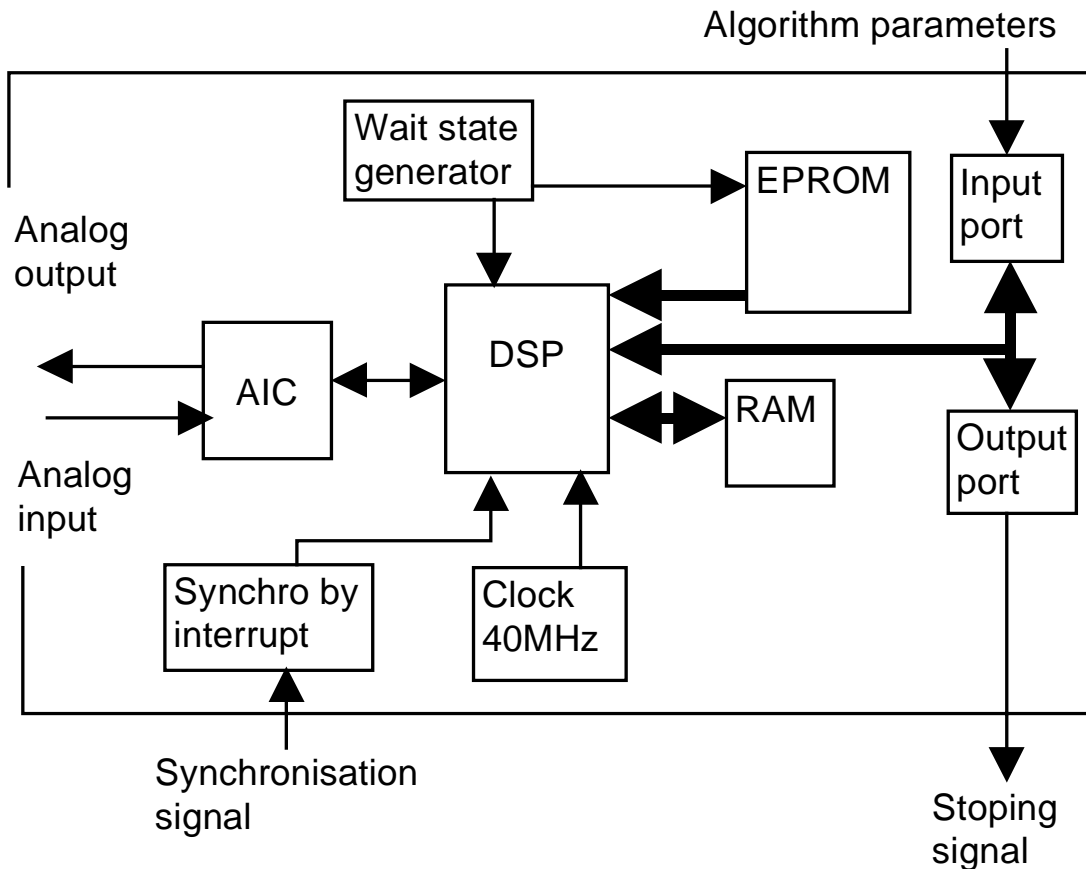 Algorithm parameters
Wait state
generator
EPROM
Input
port
Analog
output
DSP
AIC
RAM
Output
port
Analog
input
Synchro by
interrupt
Clock
40MHz
Synchronisation
signal
Stoping
signal